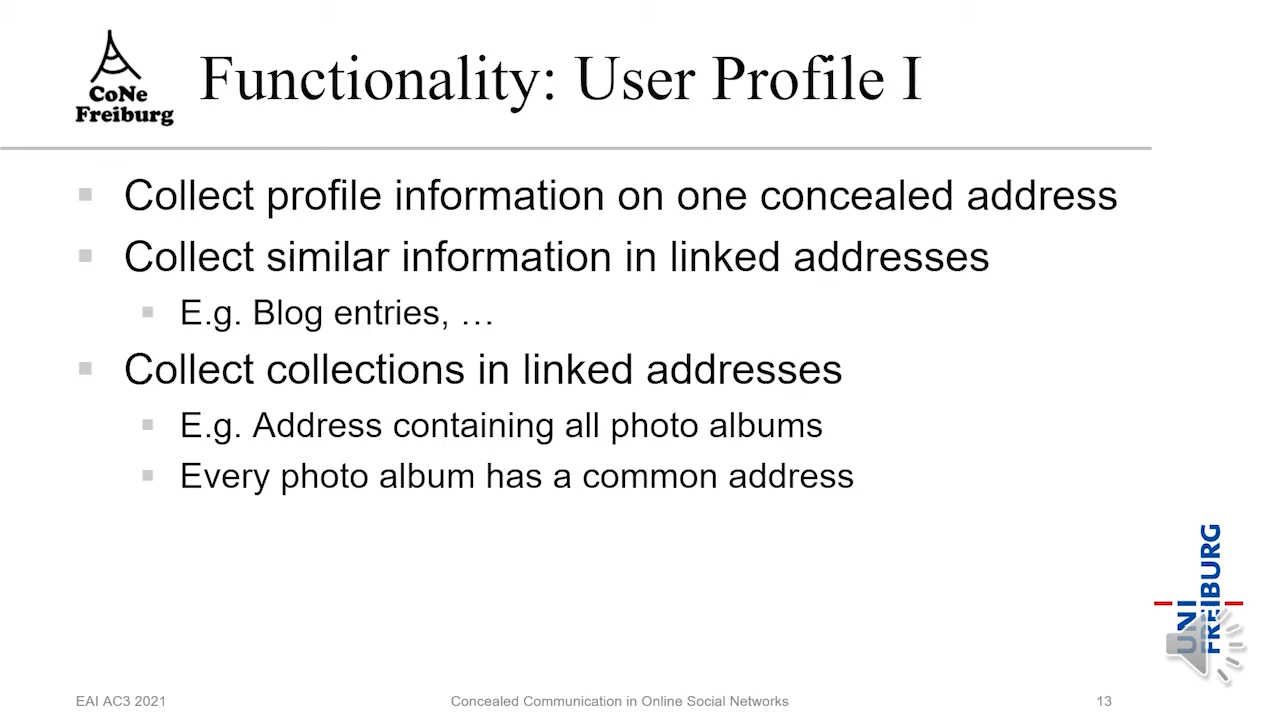 CoNe
Freiburg
Functionality: User Profile I
Collect profile information on one concealed address
Collect similar information in linked addresses
E.g. Blog entries, …
Collect collections in linked addresses
E.g. Address containing all photo albums
Every photo album has a common address
UNI
FREIBURG
EAI AC3 2021
Concealed Communication in Online Social Networks
13